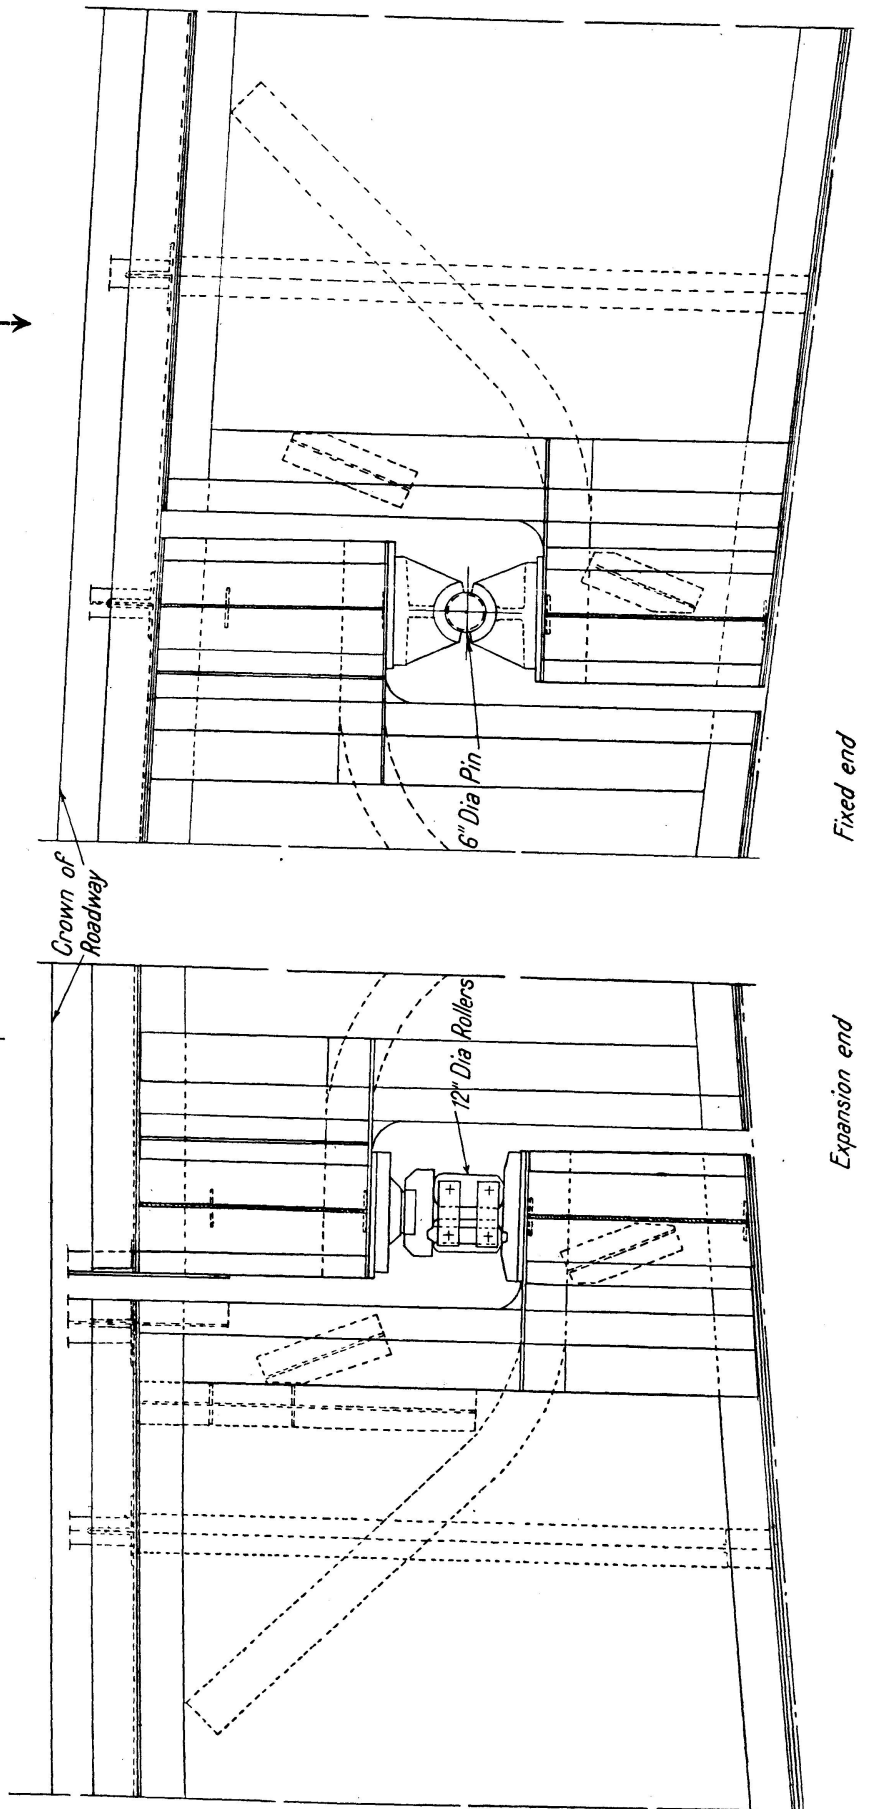 Crown of
Roadway
12" Dia Rollers
6" Dia Pin
Expansion end
Fixed end